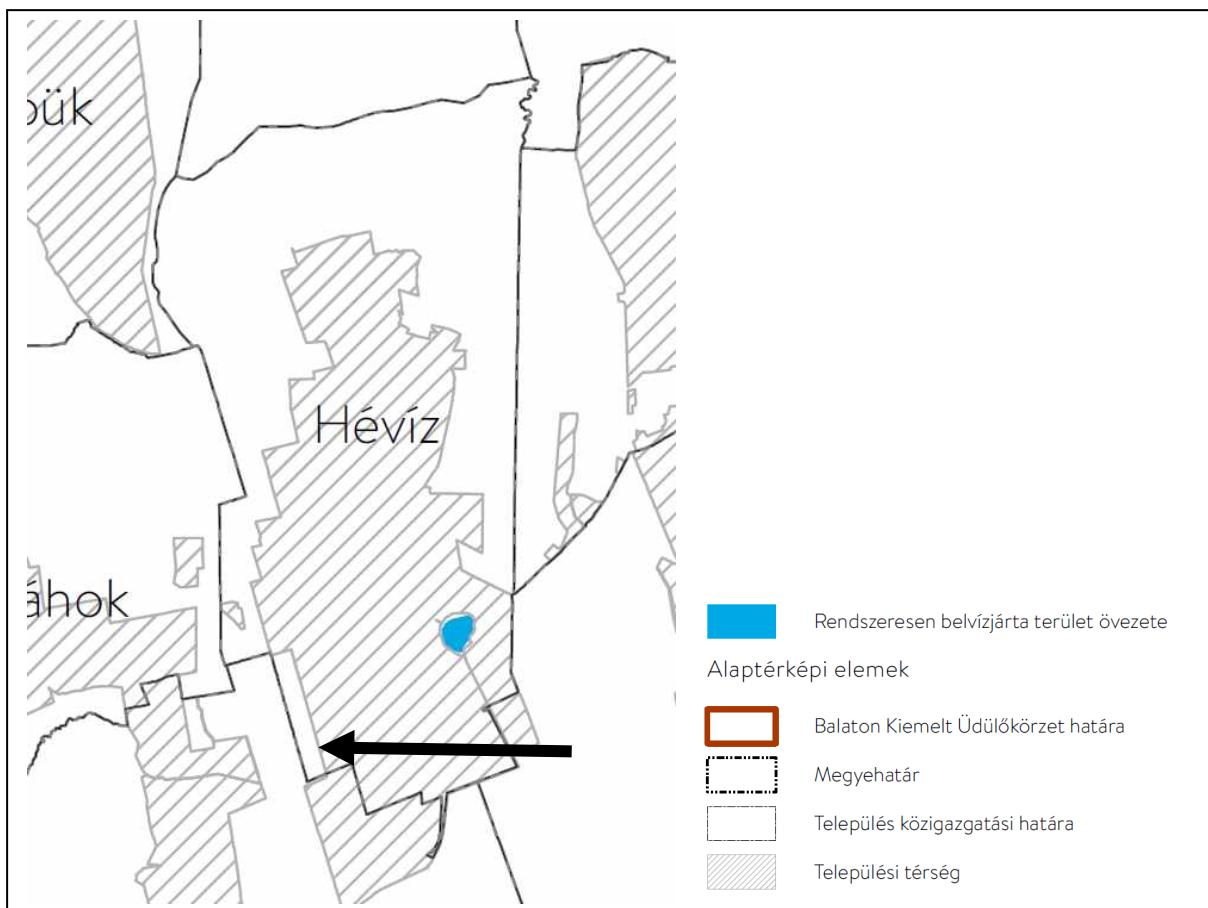 bük
Hévíz
áhok
Rendszeresen belvízjárta terület övezete
Alaptérképi elemek
Balaton Kiemelt Üdülőkörzet határa
Megyehatár
Település közigazgatási határa
Települési térség